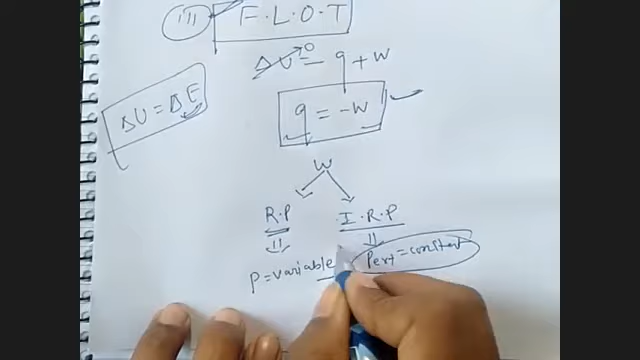 (III) F.L.O.T
ΔU = 0 = q + W
ΔU = ΔE
q = -W
W
R.P I.R.P
P = variable Pext = constant